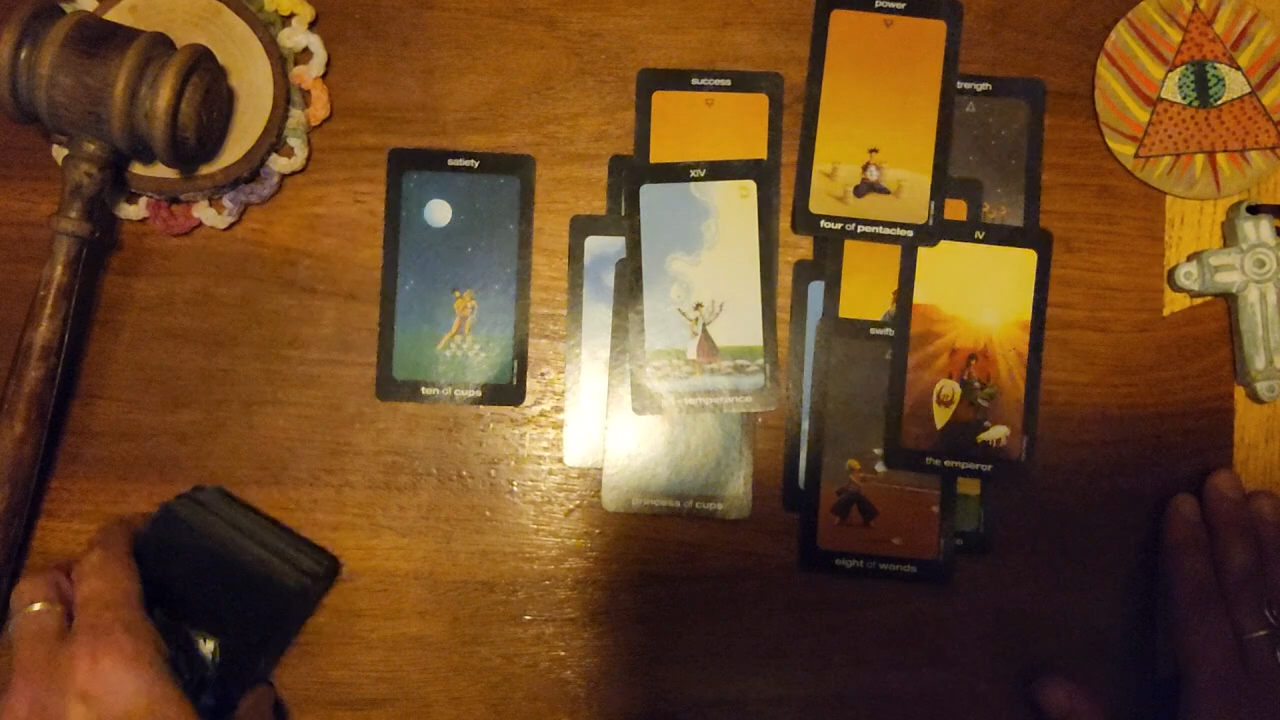 power
success
strength
satiety
XIV
four of pentacles
IV
swift
ten of cups
temperance
the emperor
princess of cups
eight of wands